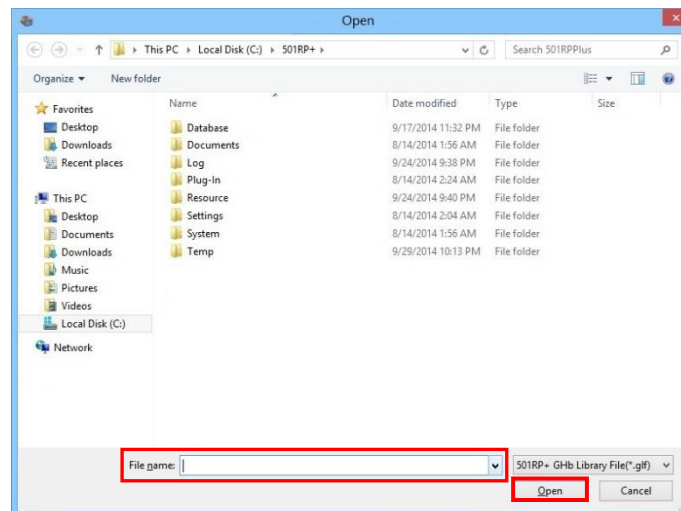 Open
This PC Local Disk (C:) 501RP+ Search 501RPPlus
Organize New folder
Name Date modified Type Size
Favorites
Desktop
Downloads
Recent places
This PC
Desktop
Documents
Downloads
Music
Pictures
Videos
Local Disk (C:)
Network
Database 9/17/2014 11:32 PM File folder
Documents 8/14/2014 1:56 AM File folder
Log 9/24/2014 9:38 PM File folder
Plug-In 8/14/2014 2:24 AM File folder
Resource 9/24/2014 9:40 PM File folder
Settings 8/14/2014 2:04 AM File folder
System 8/14/2014 1:56 AM File folder
Temp 9/29/2014 10:13 PM File folder
File name: 501RP+ GHb Library File(*.glf)
Open Cancel